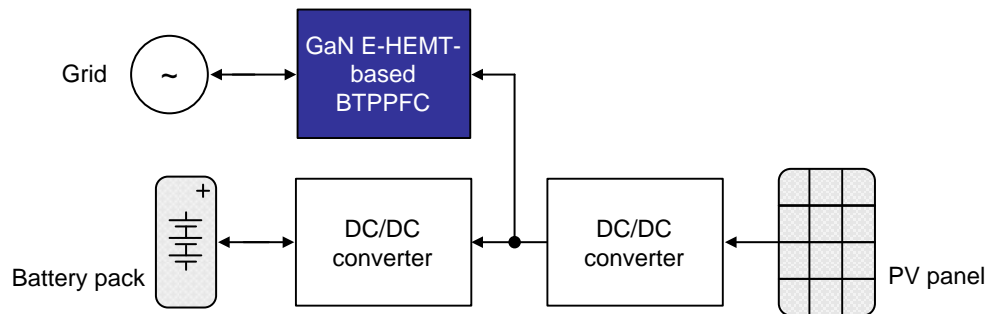 GaN E-HEMT-
based
BTPPFC
Grid
~
+
DC/DC
converter
DC/DC
converter
Battery pack
PV panel